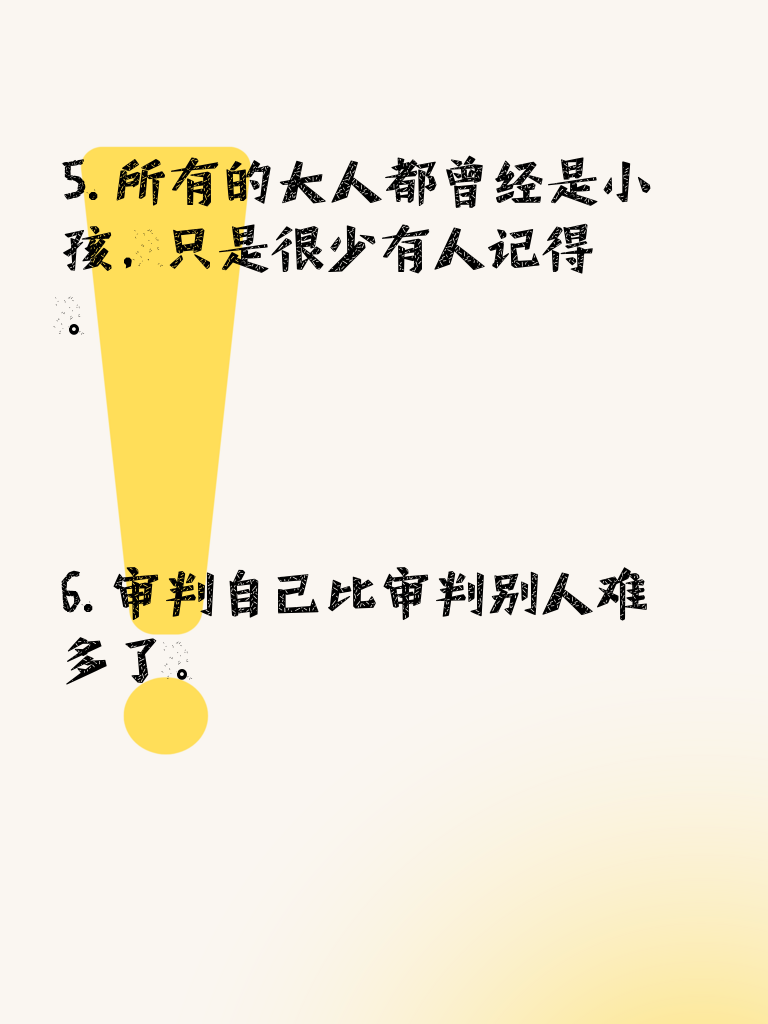 5. 所有的大人都曾经是小
孩，只是很少有人记得
。
6. 审判自己比审判别人难
多了。